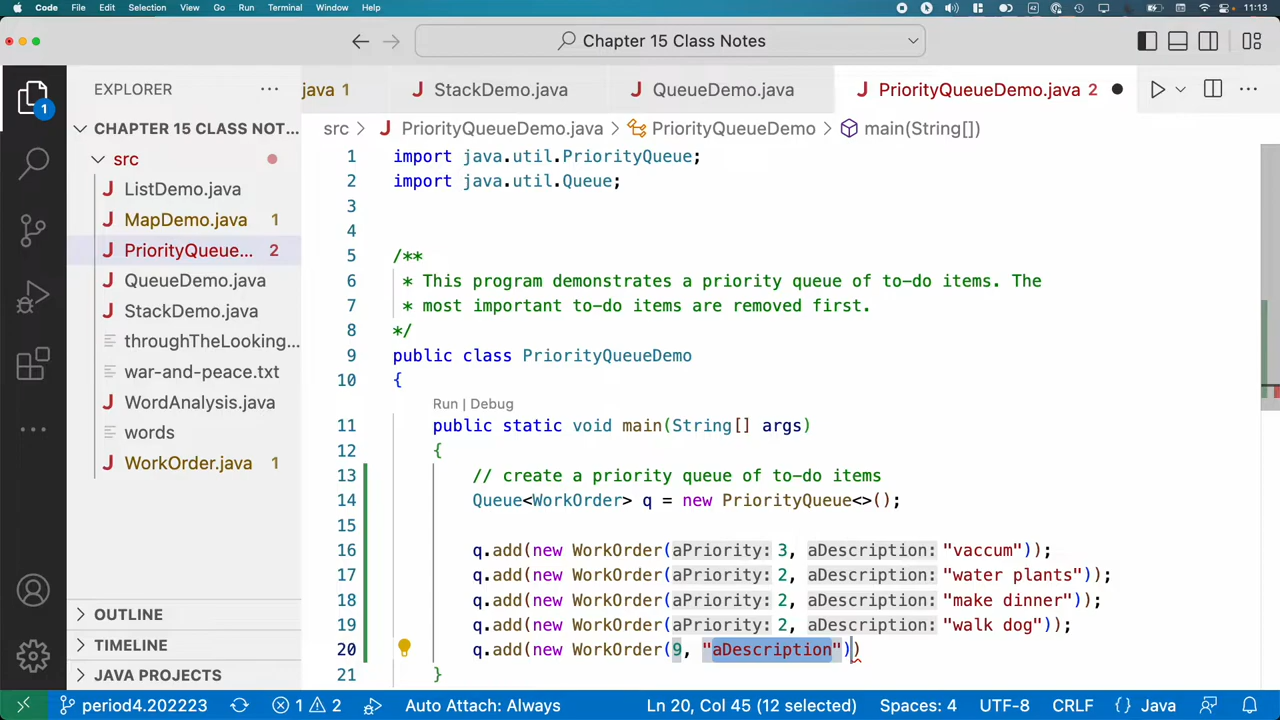 Code File Edit Selection View Go Run Terminal Window Help 11:13
Chapter 15 Class Notes
EXPLORER
java 1 StackDemo.java QueueDemo.java PriorityQueueDemo.java 2
src > PriorityQueueDemo.java > PriorityQueueDemo > main(String[])
1
CHAPTER 15 CLASS NOT...
src
ListDemo.java
MapDemo.java 1
PriorityQueue... 2
QueueDemo.java
StackDemo.java
throughTheLooking...
war-and-peace.txt
WordAnalysis.java
words
WorkOrder.java 1
OUTLINE
TIMELINE
JAVA PROJECTS
1 import java.util.PriorityQueue;
2 import java.util.Queue;
3
4
5 /**
6 * This program demonstrates a priority queue of to-do items. The
7 * most important to-do items are removed first.
8 */
9 public class PriorityQueueDemo
10 {
Run | Debug
11 public static void main(String[] args)
12 {
13 // create a priority queue of to-do items
14 Queue<WorkOrder> q = new PriorityQueue<>();
15
16 q.add(new WorkOrder(aPriority: 3, aDescription: "vaccum"));
17 q.add(new WorkOrder(aPriority: 2, aDescription: "water plants"));
18 q.add(new WorkOrder(aPriority: 2, aDescription: "make dinner"));
19 q.add(new WorkOrder(aPriority: 2, aDescription: "walk dog"));
20 q.add(new WorkOrder(9, "aDescription"))
21 }
period4.202223 1 2 Auto Attach: Always Ln 20, Col 45 (12 selected) Spaces: 4 UTF-8 CRLF {} Java